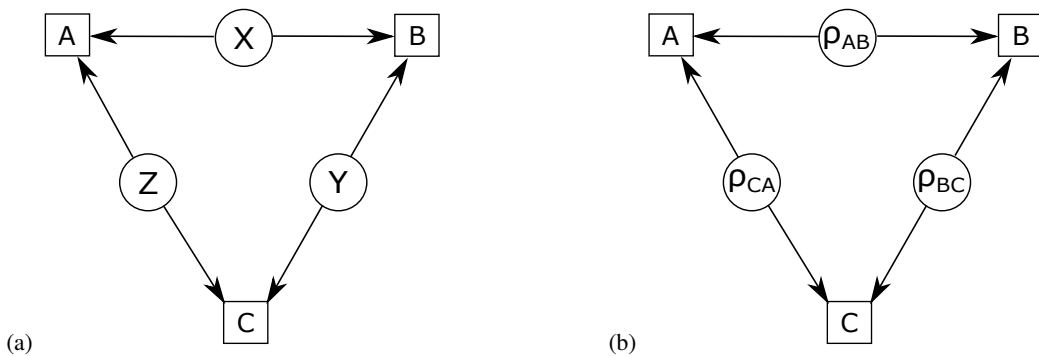 A X B
Z Y
C
(a)
A ρAB B
ρCA ρBC
C
(b)